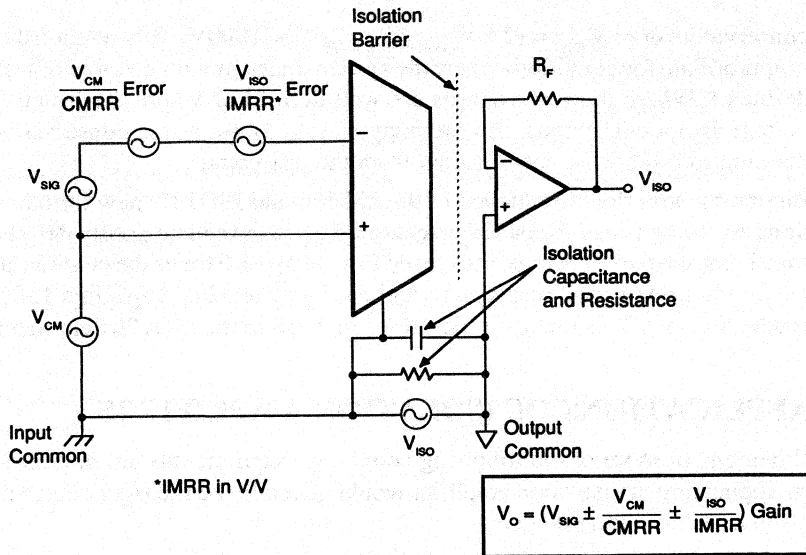 Isolation
Barrier
V_CM
CMRR
Error
V_ISO
IMRR*
Error
R_F
−
+
−
+
V_ISO
V_SIG
V_CM
Isolation
Capacitance
and Resistance
Input
Common
V_ISO
Output
Common
*IMRR in V/V
V_O = (V_SIG ± V_CM/CMRR ± V_ISO/IMRR) Gain